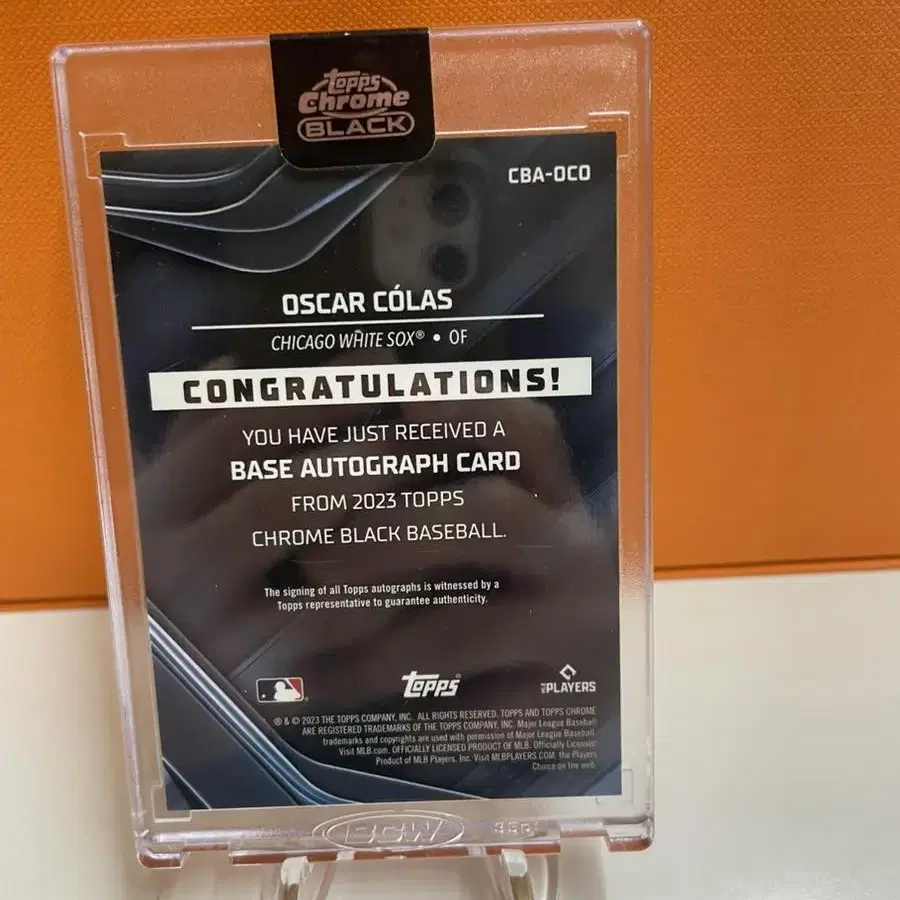 topps
Chrome
BLACK
CBA-OCO
OSCAR CÓLAS
CHICAGO WHITE SOX® • OF
CONGRATULATIONS!
YOU HAVE JUST RECEIVED A
BASE AUTOGRAPH CARD
FROM 2023 TOPPS
CHROME BLACK BASEBALL.
The signing of all Topps autographs is witnessed by a
Topps representative to guarantee authenticity.
topps
PLAYERS
® & © 2023 THE TOPPS COMPANY, INC. ALL RIGHTS RESERVED. TOPPS AND TOPPS CHROME
ARE REGISTERED TRADEMARKS OF THE TOPPS COMPANY, INC. Major League Baseball
trademarks and copyrights are used with permission of Major League Baseball.
Visit MLB.com. OFFICIALLY LICENSED PRODUCT OF MLB. Officially Licensed
Product of MLB Players, Inc. Visit MLBPLAYERS.COM, the Players
Choice on the web.
BCW